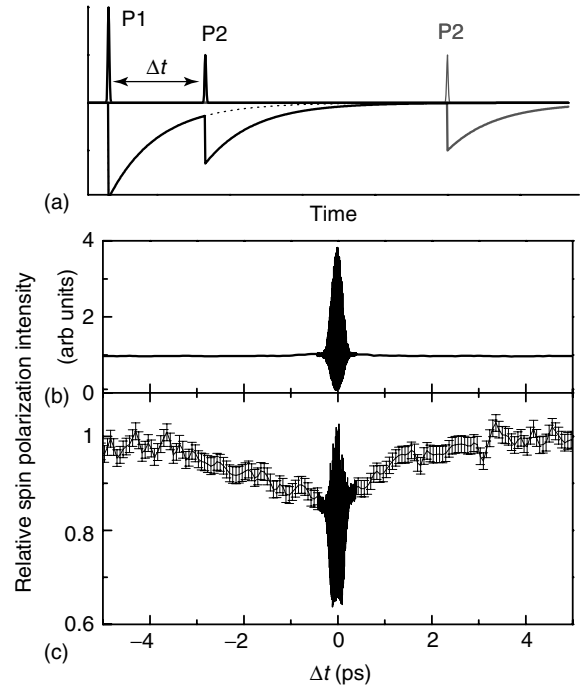 P1
P2
P2
Δt
(a)
Time
Relative spin polarization intensity
(arb units)
4
2
0
(b)
1
0.8
0.6
(c)
−4
−2
0
2
4
Δt (ps)